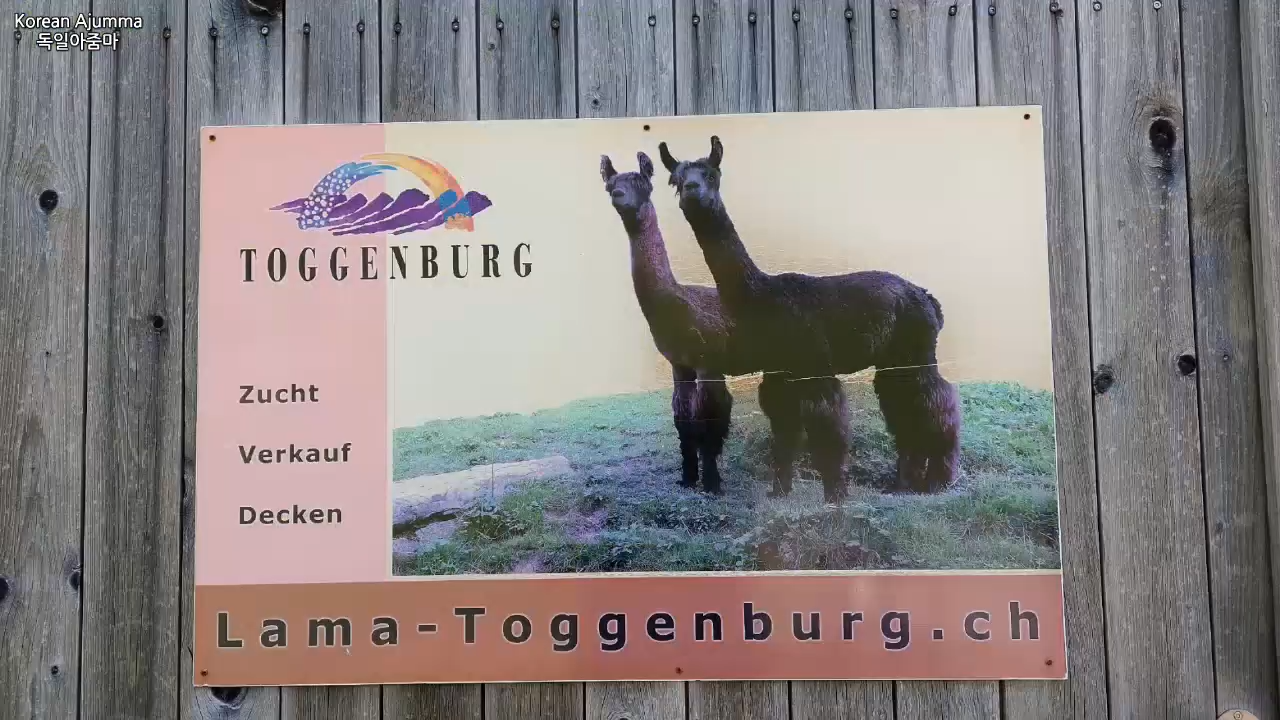 Korean Ajumma
독일아줌마
TOGGENBURG
Zucht
Verkauf
Decken
Lama-Toggenburg.ch